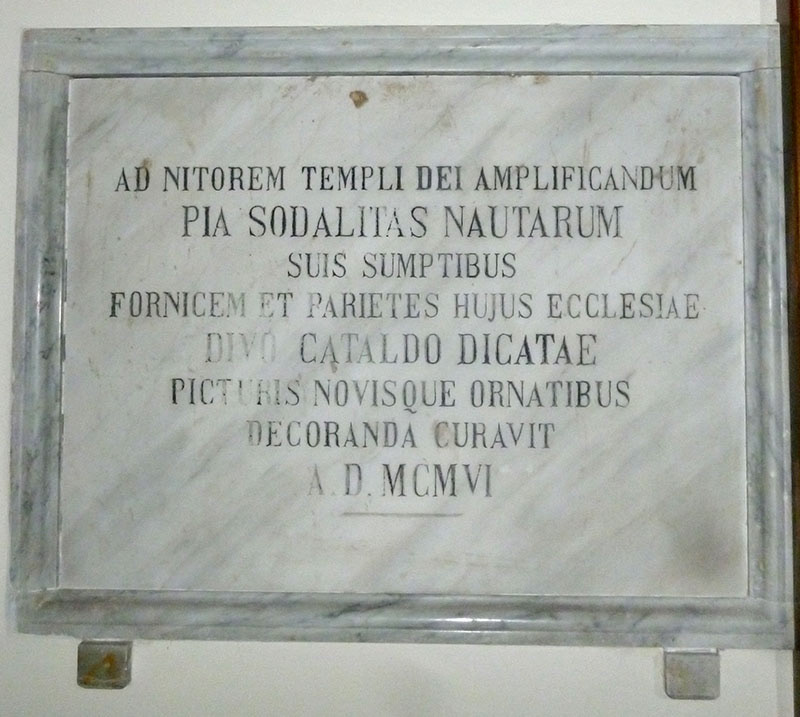 AD NITOREM TEMPLI DEI AMPLIFICANDUM
PIA SODALITAS NAUTARUM
SUIS SUMPTIBUS
FORNICEM ET PARIETES HUJUS ECCLESIAE
DIVO CATALDO DICATAE
PICTURIS NOVISQUE ORNATIBUS
DECORANDA CURAVIT
A. D. MCMVI